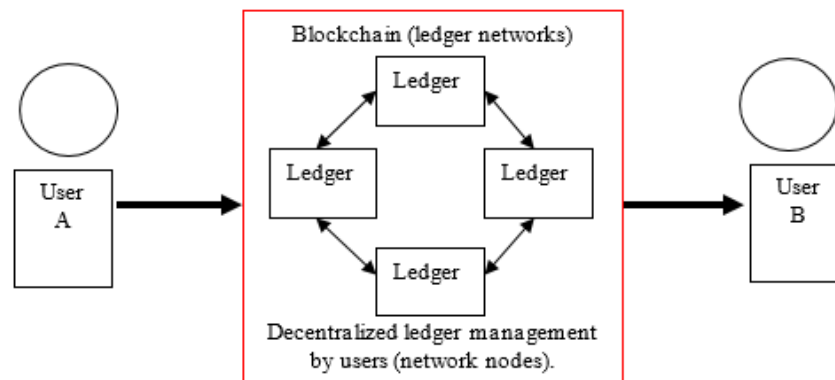 Blockchain (ledger networks)
Ledger
User
A
Ledger
Ledger
User
B
Ledger
Decentralized ledger management
by users (network nodes).